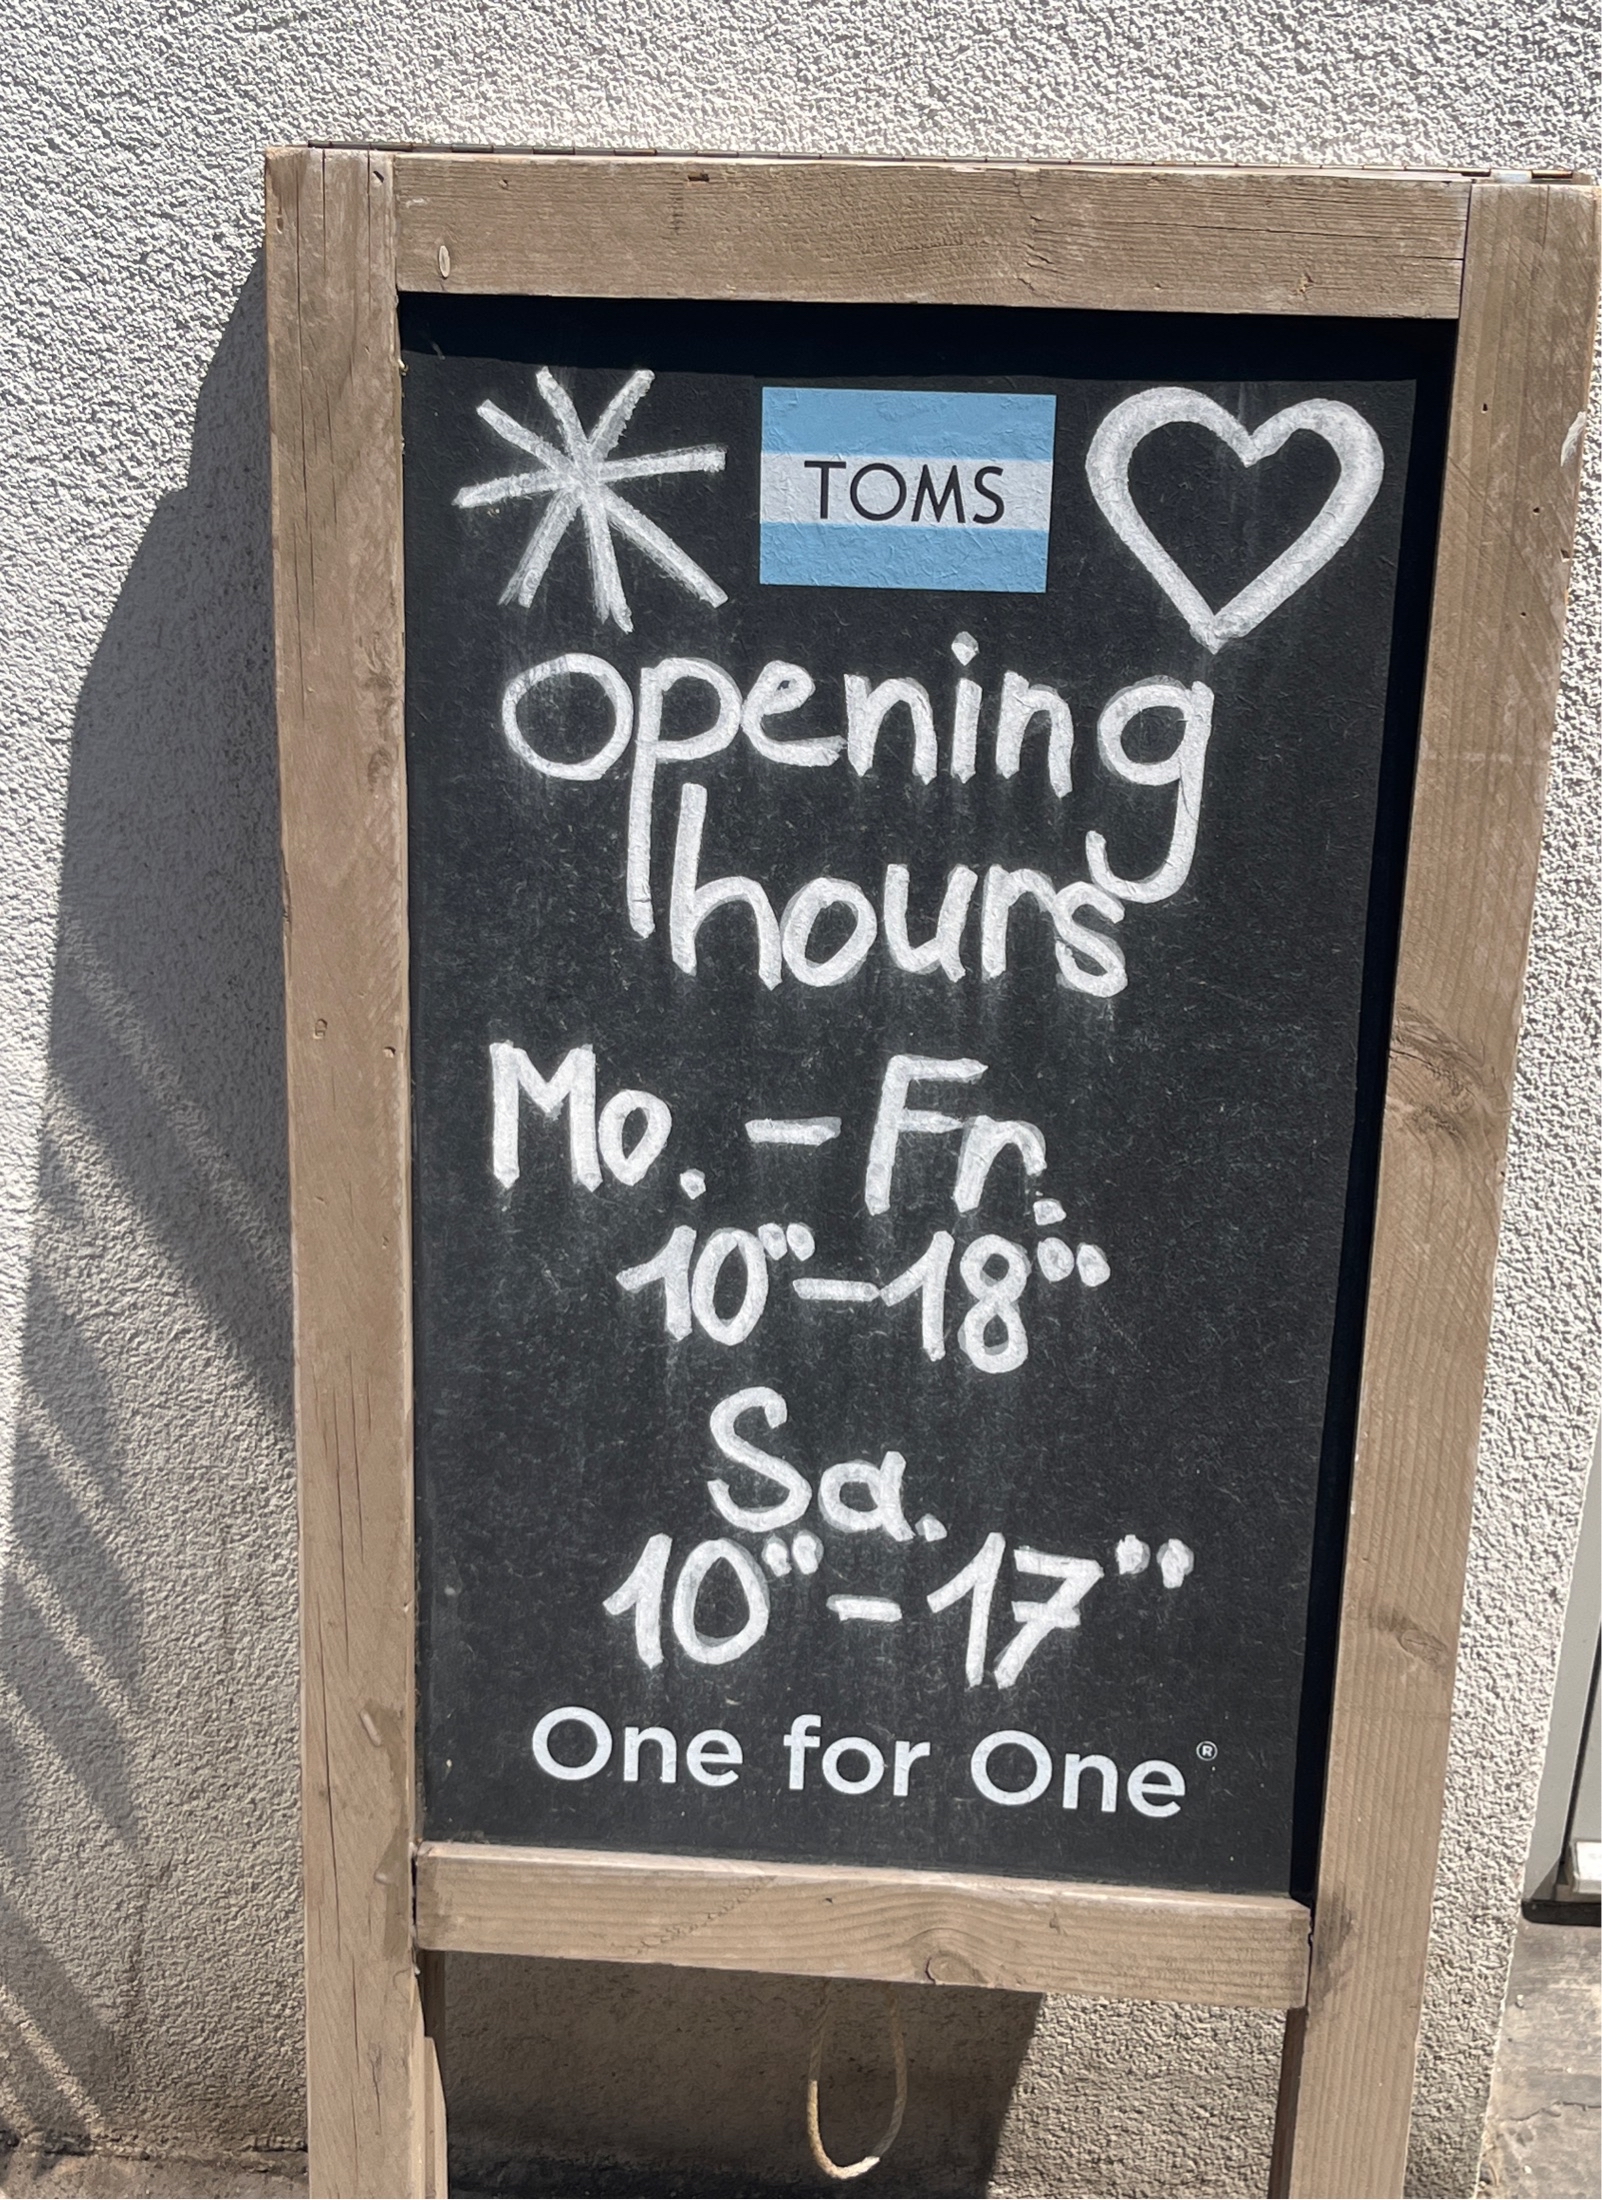 TOMS
opening
hours
Mo. - Fr.
10°° - 18°°
Sa.
10°° - 17°°
One for One®